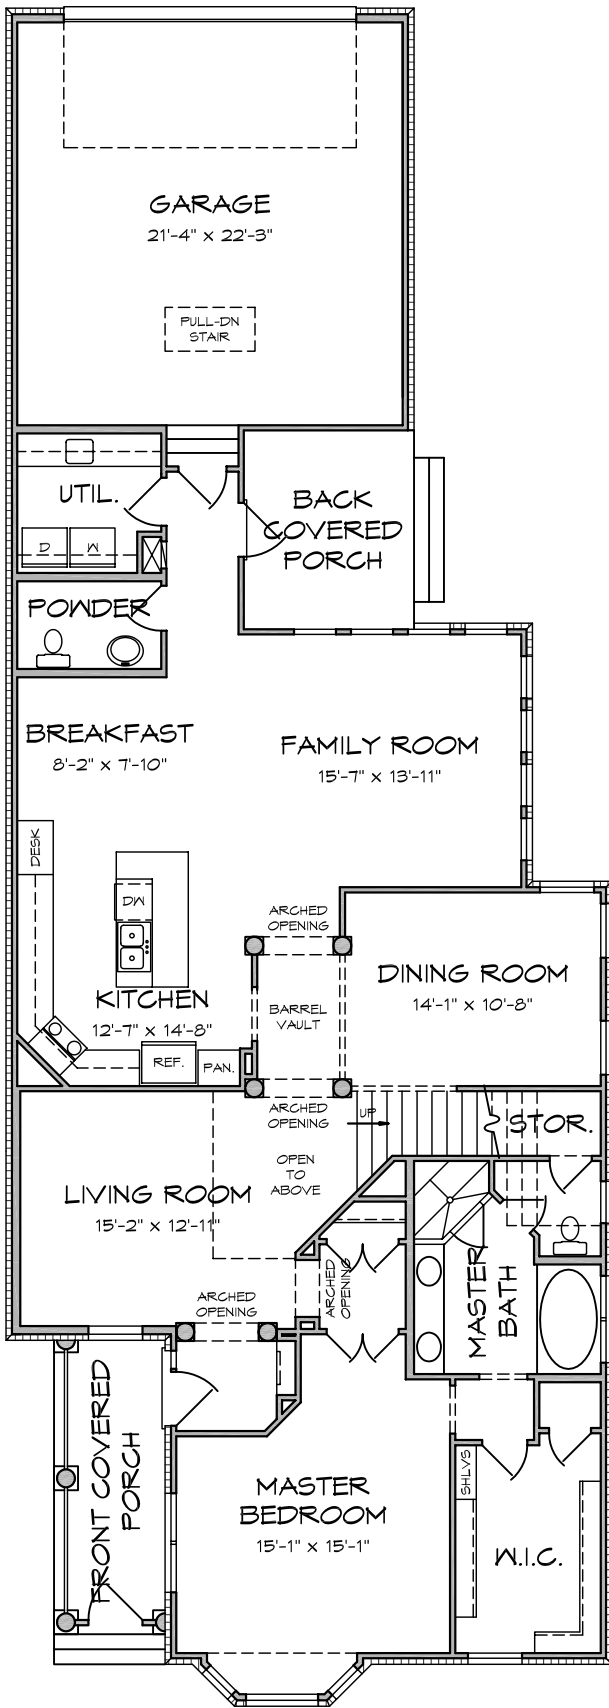 GARAGE
21'-4" x 22'-3"
PULL-DN
STAIR
UTIL.
D
W
BACK
COVERED
PORCH
POWDER
BREAKFAST
8'-2" x 7'-10"
FAMILY ROOM
15'-7" x 13'-11"
DESK
DW
ARCHED
OPENING
KITCHEN
12'-7" x 14'-8"
REF.
PAN.
BARREL
VAULT
DINING ROOM
14'-1" x 10'-8"
ARCHED
OPENING
UP
STOR.
OPEN
TO
ABOVE
LIVING ROOM
15'-2" x 12'-11"
ARCHED
OPENING
ARCHED
OPENING
MASTER
BATH
FRONT COVERED
PORCH
MASTER
BEDROOM
15'-1" x 15'-1"
SHLVS
W.I.C.